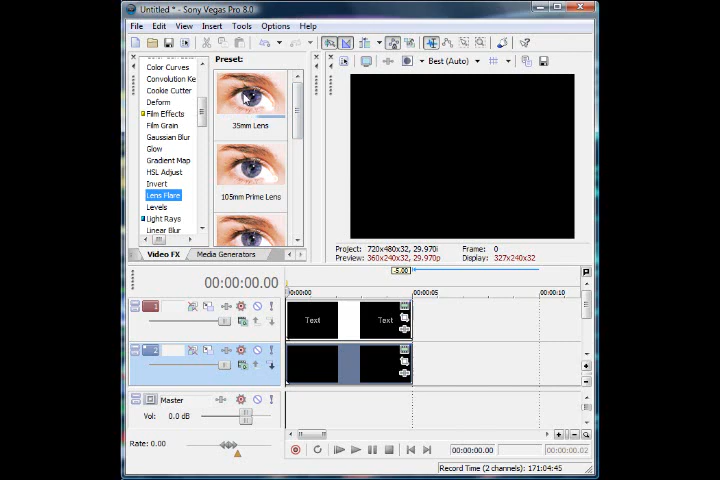 Untitled * - Sony Vegas Pro 8.0
File Edit View Insert Tools Options Help
Color Curves
Convolution Ke
Cookie Cutter
Deform
Film Effects
Film Grain
Gaussian Blur
Glow
Gradient Map
HSL Adjust
Invert
Lens Flare
Levels
Light Rays
Linear Blur
Preset:
35mm Lens
105mm Prime Lens
Video FX Media Generators
Best (Auto)
Project: 720x480x32, 29.970i Frame: 0
Preview: 360x240x32, 29.970p Display: 327x240x32
00:00:00.00
-5.00
00:00:05
00:00:10
1
Text Text
2
Master
Vol: 0.0 dB
Rate: 0.00
00:00:00.00
00:00:00.02
Record Time (2 channels): 171:04:45